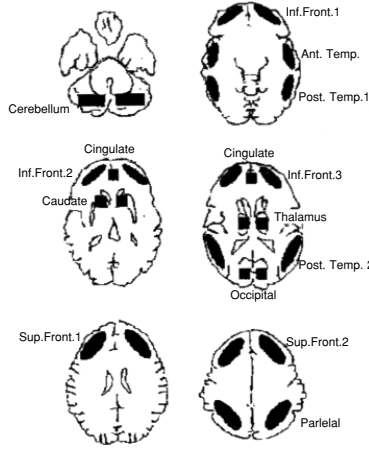 Inf.Front.1
Ant. Temp.
Post. Temp.1
Cerebellum
Cingulate
Inf.Front.2
Caudate
Cingulate
Inf.Front.3
Thalamus
Post. Temp. 2
Occipital
Sup.Front.1
Sup.Front.2
Parlelal